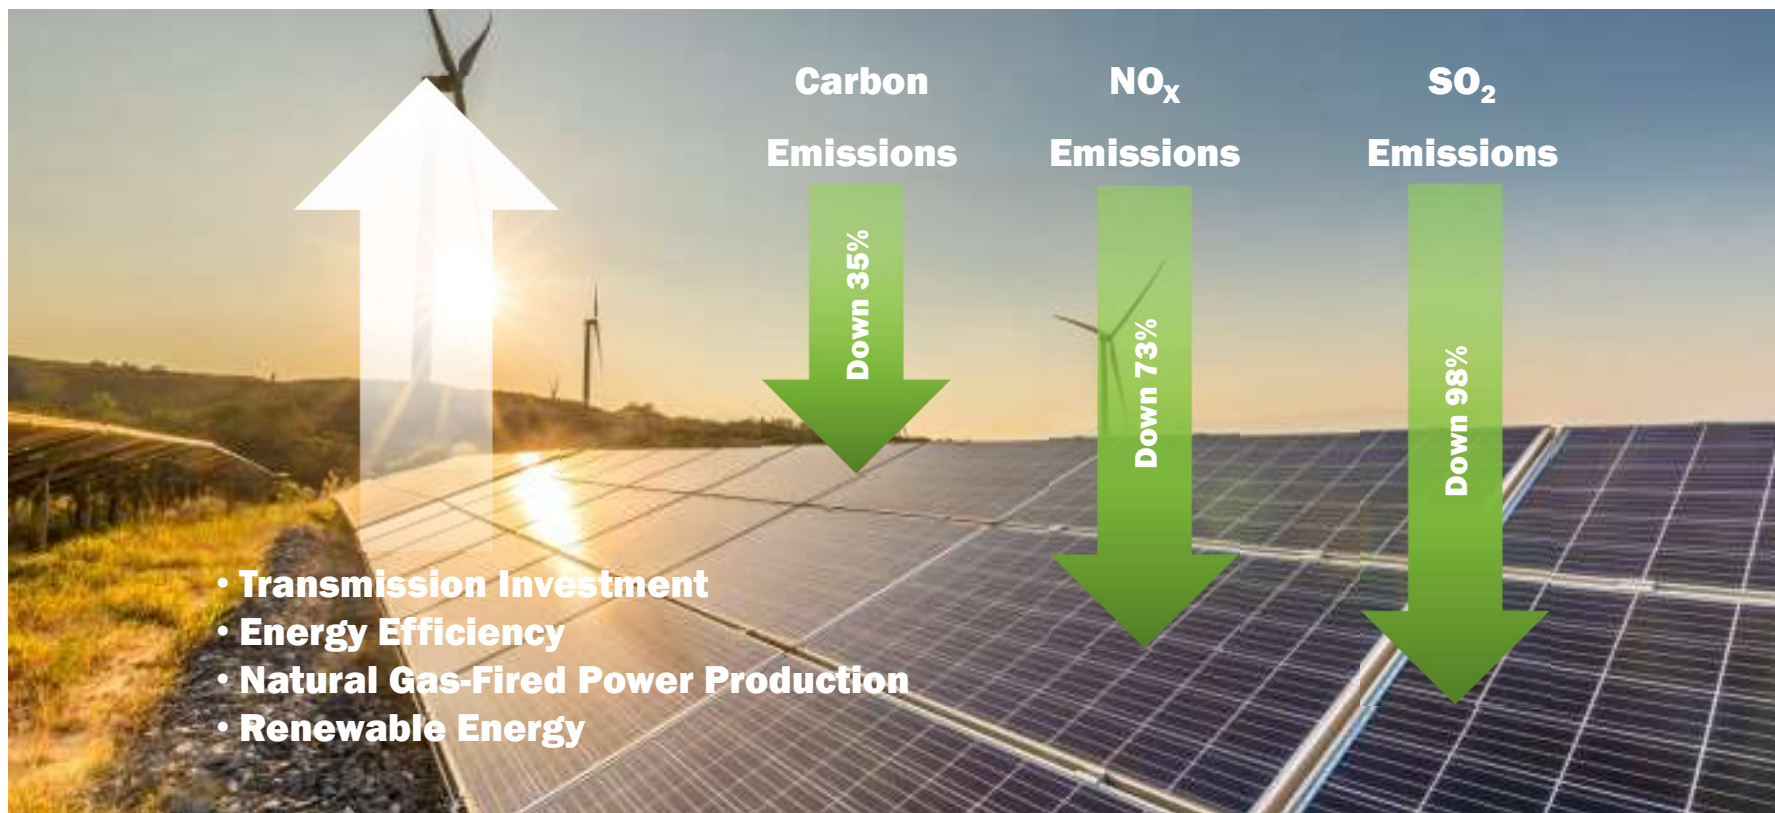 Carbon
Emissions
NOX
Emissions
SO2
Emissions
Down 35%
Down 73%
Down 98%
• Transmission Investment
• Energy Efficiency
• Natural Gas-Fired Power Production
• Renewable Energy